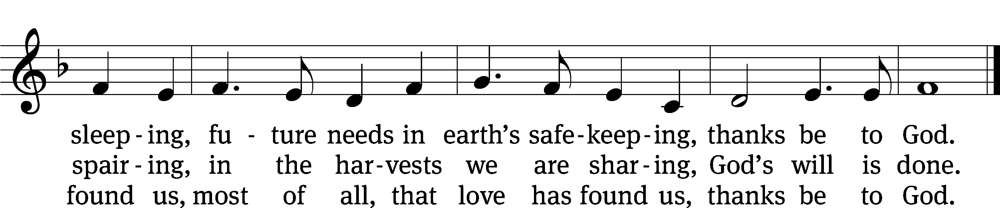 sleep - ing, fu - ture needs in earth’s safe - keep - ing, thanks be to God.
spair - ing, in the har - vests we are shar - ing, God’s will is done.
found us, most of all, that love has found us, thanks be to God.